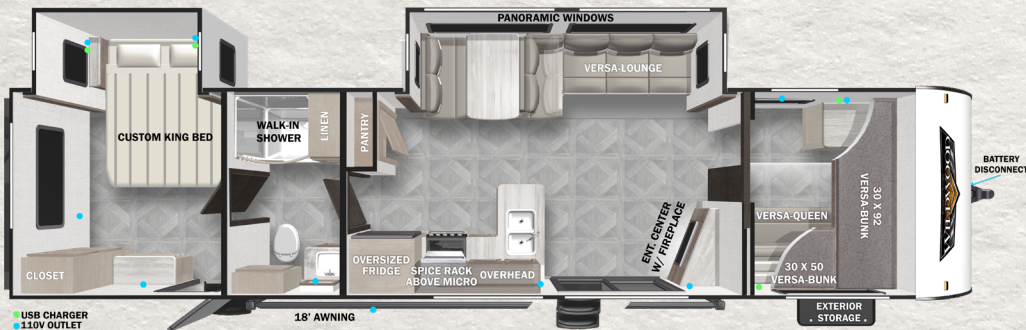 PANORAMIC WINDOWS
VERSA-LOUNGE
CUSTOM KING BED
WALK-IN
SHOWER
LINEN
PANTRY
BATTERY
DISCONNECT
WILDWOOD
30 X 92
VERSA-BUNK
VERSA-QUEEN
ENT. CENTER
W/ FIREPLACE
OVERSIZED
FRIDGE
SPICE RACK
ABOVE MICRO
OVERHEAD
CLOSET
30 X 50
VERSA-BUNK
EXTERIOR
STORAGE
18' AWNING
USB CHARGER
110V OUTLET